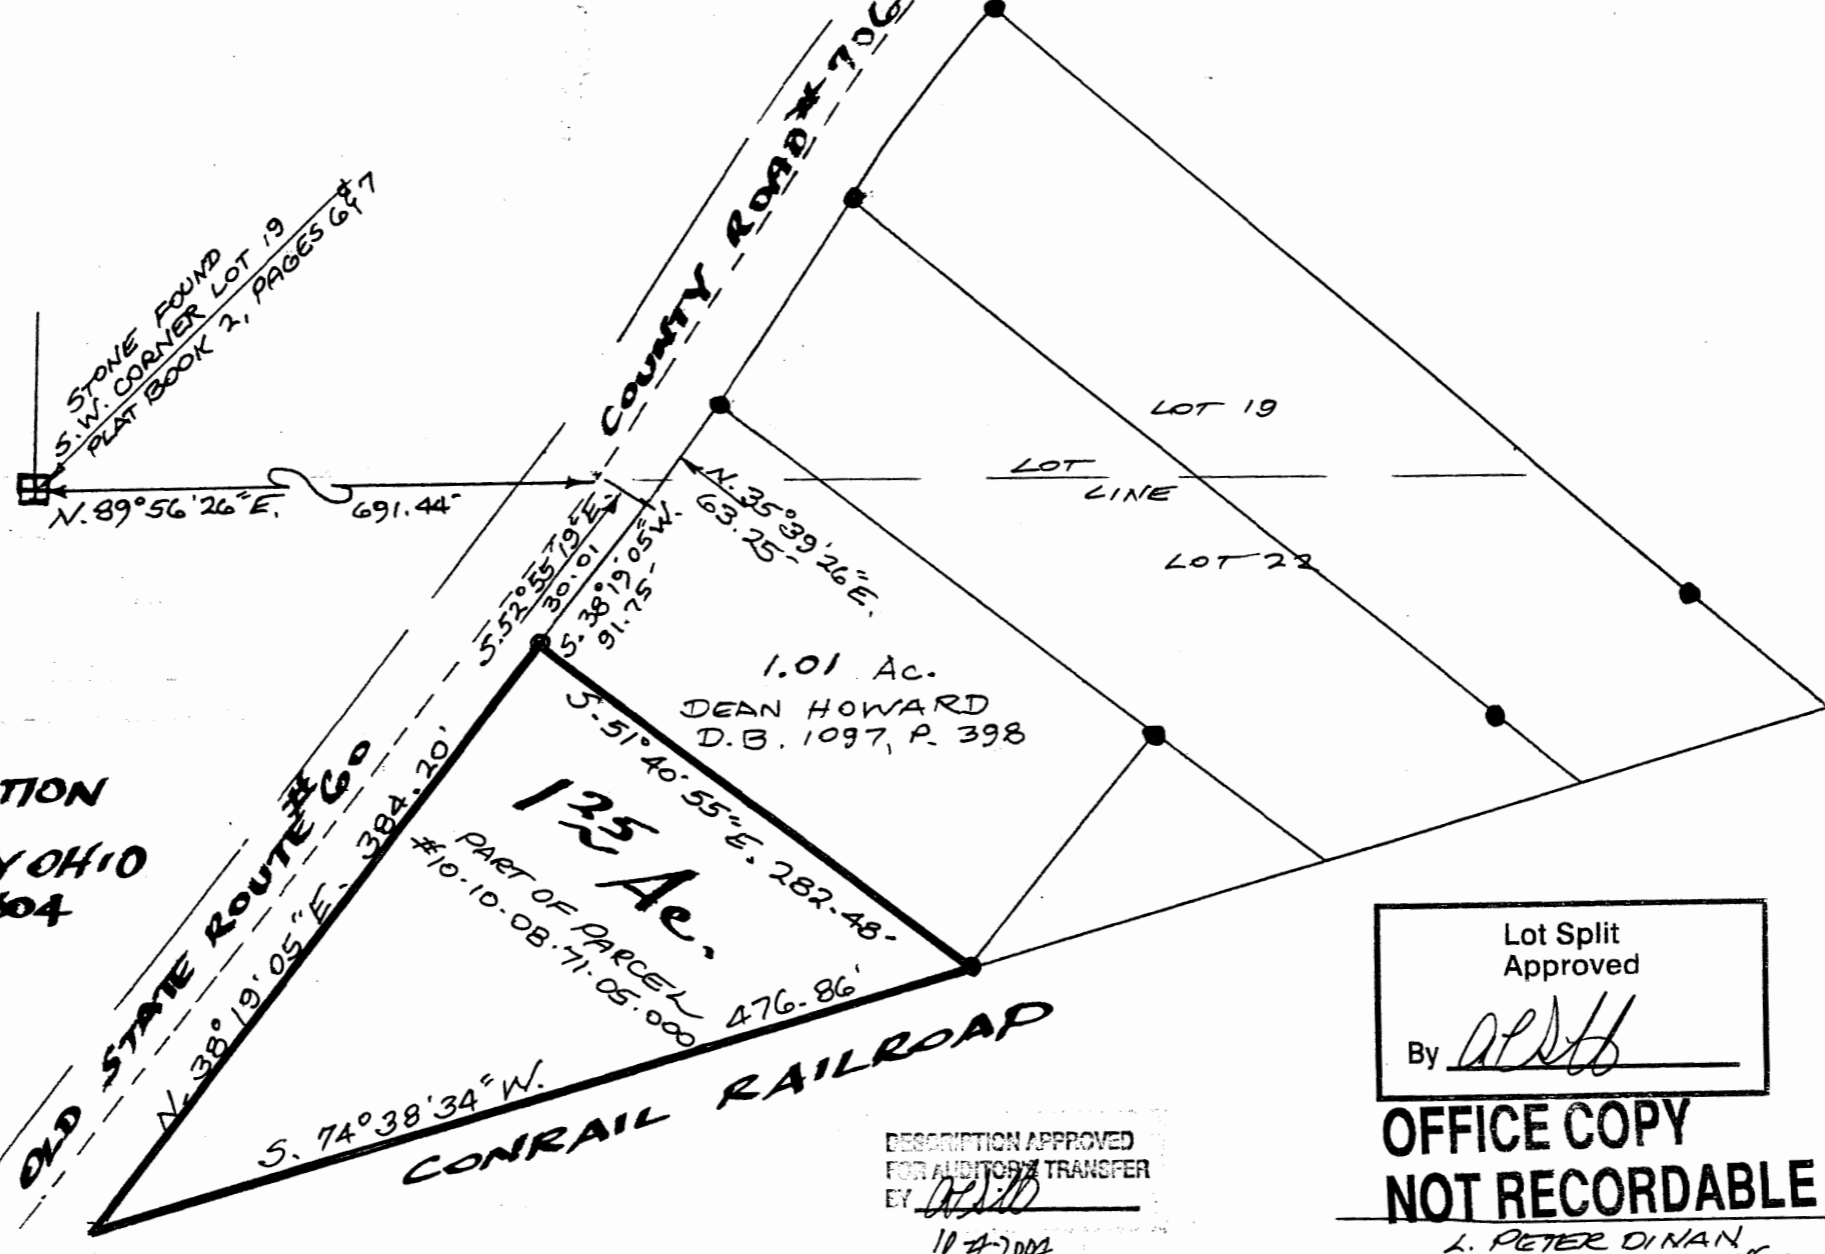 COUNTY ROAD # 706
STONE FOUND
S.W. CORNER LOT 19
PLAT BOOK 2, PAGES 6 & 7
N. 89° 56' 26" E. 691.44'
LOT 19
LOT
LINE
LOT 22
N. 35° 39' 26" E.
63.25'
S. 52° 55' 19" E.
30.01
S. 38° 19' 05" W.
91.75'
1.01 Ac.
DEAN HOWARD
D.B. 1097, P. 398
S. 51° 40' 55" E. 282.48'
1.25 Ac.
PART OF PARCEL
#10-10-08-71-05.000
N. 38° 19' 05" E. 384.20'
OLD STATE ROUTE # 60
S. 74° 38' 34" W. 476.86'
CONRAIL RAILROAD
TION
Y OHIO
604
Lot Split
Approved
By
OFFICE COPY
NOT RECORDABLE
L. PETER DINAN
DESCRIPTION APPROVED
FOR AUDITOR'S TRANSFER
BY